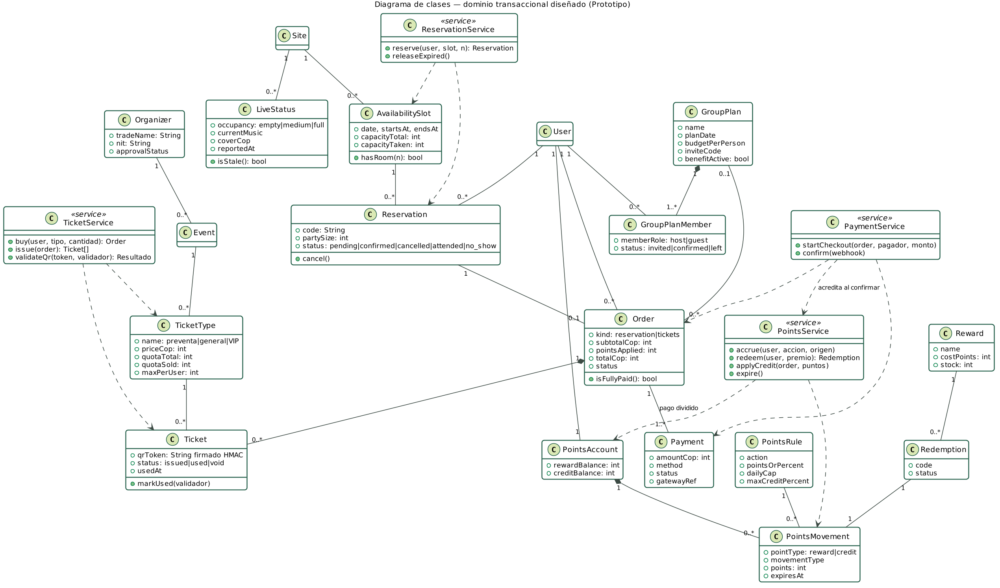 Diagrama de clases — dominio transaccional diseñado (Prototipo)
C
«service»
ReservationService
reserve(user, slot, n): Reservation
releaseExpired()
C
Site
1
1
0..*
0..*
C
LiveStatus
occupancy: empty|medium|full
currentMusic
coverCop
reportedAt
isStale(): bool
C
AvailabilitySlot
date, startsAt, endsAt
capacityTotal: int
capacityTaken: int
hasRoom(n): bool
1
0..*
C
Organizer
tradeName: String
nit: String
approvalStatus
1
0..*
C
User
1
1
1
1
0..*
0..*
C
GroupPlan
name
planDate
budgetPerPerson
inviteCode
benefitActive: bool
1
0..1
1..*
C
«service»
TicketService
buy(user, tipo, cantidad): Order
issue(order): Ticket[]
validateQr(token, validador): Resultado
C
Event
1
0..*
C
Reservation
code: String
partySize: int
status: pending|confirmed|cancelled|attended|no_show
cancel()
1
0..1
C
GroupPlanMember
memberRole: host|guest
status: invited|confirmed|left
C
«service»
PaymentService
startCheckout(order, pagador, monto)
confirm(webhook)
acredita al confirmar
0..*
0..*
C
TicketType
name: preventa|general|VIP
priceCop: int
quotaTotal: int
quotaSold: int
maxPerUser: int
1
0..*
C
Order
kind: reservation|tickets
subtotalCop: int
pointsApplied: int
totalCop: int
status
isFullyPaid(): bool
1
1
pago dividido
1..*
C
«service»
PointsService
accrue(user, accion, origen)
redeem(user, premio): Redemption
applyCredit(order, puntos)
expire()
C
Reward
name
costPoints: int
stock: int
1
0..*
C
Ticket
qrToken: String firmado HMAC
status: issued|used|void
usedAt
markUsed(validador)
0..*
1
C
PointsAccount
rewardBalance: int
creditBalance: int
1
0..*
C
Payment
amountCop: int
method
status
gatewayRef
C
PointsRule
action
pointsOrPercent
dailyCap
maxCreditPercent
1
0..*
C
Redemption
code
status
1
1
C
PointsMovement
pointType: reward|credit
movementType
points: int
expiresAt